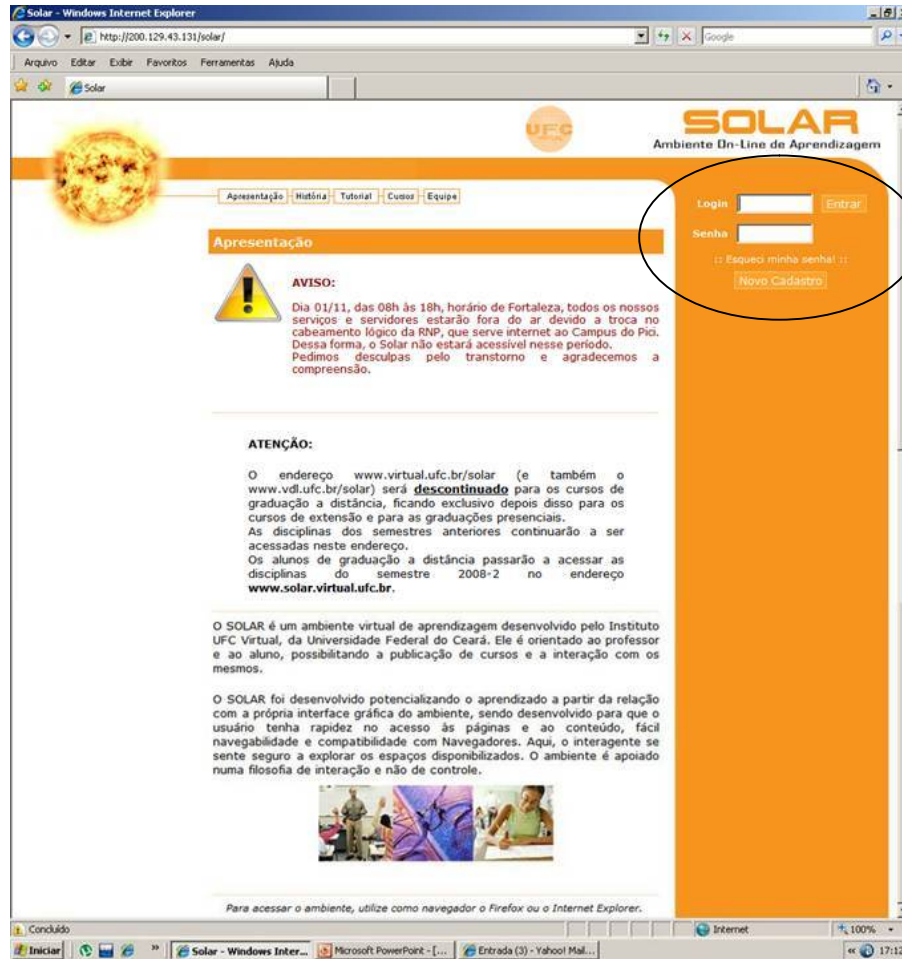 Solar - Windows Internet Explorer
http://200.129.43.131/solar/
Google
Arquivo Editar Exibir Favoritos Ferramentas Ajuda
Solar
UFC
SOLAR
Ambiente On-Line de Aprendizagem
Apresentação História Tutorial Cursos Equipe
Login Entrar
Senha
:: Esqueci minha senha! ::
Novo Cadastro
Apresentação
AVISO:
Dia 01/11, das 08h às 18h, horário de Fortaleza, todos os nossos
serviços e servidores estarão fora do ar devido a troca no
cabeamento lógico da RNP, que serve internet ao Campus do Pici.
Dessa forma, o Solar não estará acessível nesse período.
Pedimos desculpas pelo transtorno e agradecemos a
compreensão.
ATENÇÃO:
O endereço www.virtual.ufc.br/solar (e também o
www.vdl.ufc.br/solar) será descontinuado para os cursos de
graduação a distância, ficando exclusivo depois disso para os
cursos de extensão e para as graduações presenciais.
As disciplinas dos semestres anteriores continuarão a ser
acessadas neste endereço.
Os alunos de graduação a distância passarão a acessar as
disciplinas do semestre 2008-2 no endereço
www.solar.virtual.ufc.br.
O SOLAR é um ambiente virtual de aprendizagem desenvolvido pelo Instituto
UFC Virtual, da Universidade Federal do Ceará. Ele é orientado ao professor
e ao aluno, possibilitando a publicação de cursos e a interação com os
mesmos.
O SOLAR foi desenvolvido potencializando o aprendizado a partir da relação
com a própria interface gráfica do ambiente, sendo desenvolvido para que o
usuário tenha rapidez no acesso às páginas e ao conteúdo, fácil
navegabilidade e compatibilidade com Navegadores. Aqui, o interagente se
sente seguro a explorar os espaços disponibilizados. O ambiente é apoiado
numa filosofia de interação e não de controle.
Para acessar o ambiente, utilize como navegador o Firefox ou o Internet Explorer.
Concluído Internet 100%
Iniciar » Solar - Windows Inter... Microsoft PowerPoint - [... Entrada (3) - Yahoo! Mail... « 17:12